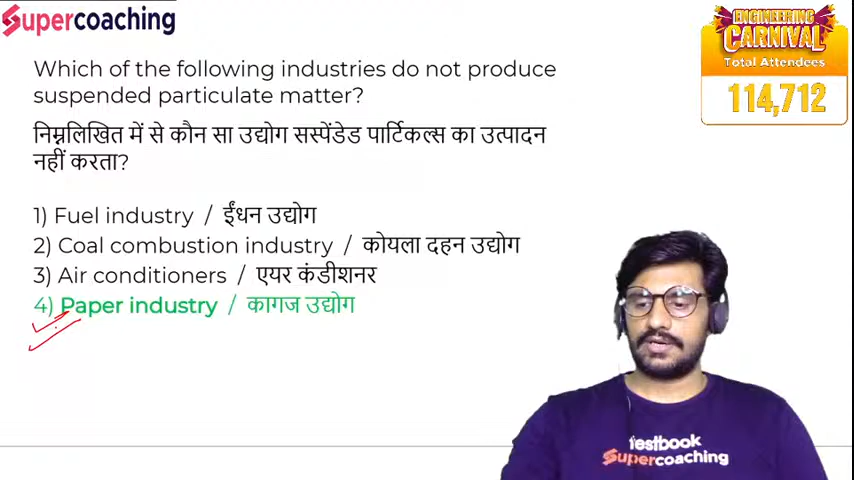 Supercoaching
ENGINEERING
CARNIVAL
Total Attendees
114,712
Which of the following industries do not produce
suspended particulate matter?
निम्नलिखित में से कौन सा उद्योग सस्पेंडेड पार्टिकल्स का उत्पादन
नहीं करता?
1) Fuel industry / ईंधन उद्योग
2) Coal combustion industry / कोयला दहन उद्योग
3) Air conditioners / एयर कंडीशनर
4) Paper industry / कागज उद्योग
testbook
Supercoaching